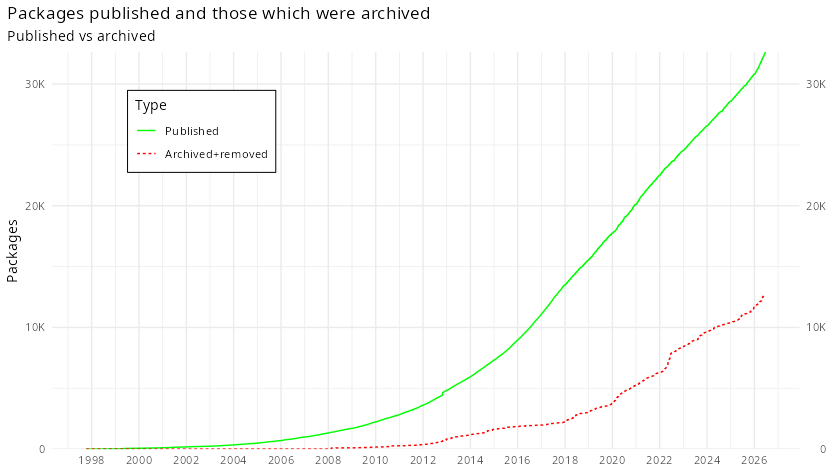 Packages published and those which were archived
Published vs archived
30K
30K
Type
Published
Archived+removed
20K
20K
Packages
10K
10K
0
0
1998 2000 2002 2004 2006 2008 2010 2012 2014 2016 2018 2020 2022 2024 2026